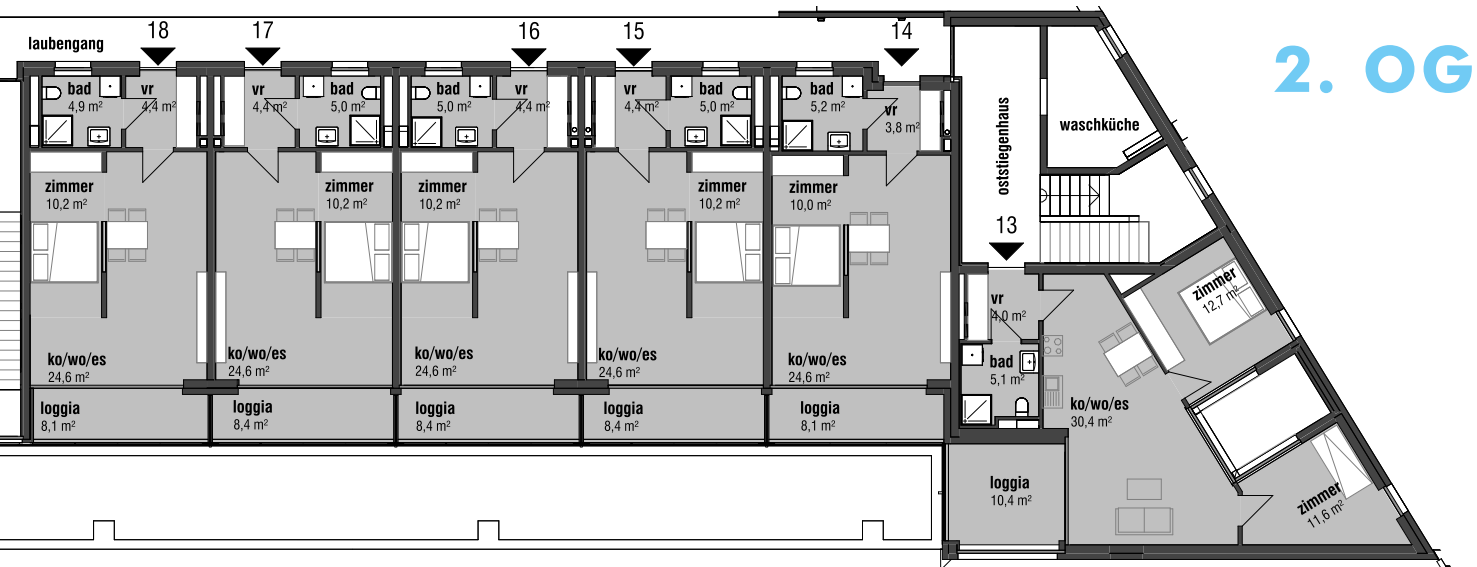 2. OG
laubengang
18
17
16
15
14
bad
4,9 m²
vr
4,4 m²
vr
4,4 m²
bad
5,0 m²
bad
5,0 m²
vr
4,4 m²
vr
4,4 m²
bad
5,0 m²
bad
5,2 m²
vr
3,8 m²
oststiegenhaus
waschküche
zimmer
10,2 m²
zimmer
10,2 m²
zimmer
10,2 m²
zimmer
10,2 m²
zimmer
10,0 m²
13
zimmer
12,7 m²
vr
4,0 m²
ko/wo/es
24,6 m²
ko/wo/es
24,6 m²
ko/wo/es
24,6 m²
ko/wo/es
24,6 m²
ko/wo/es
24,6 m²
bad
5,1 m²
ko/wo/es
30,4 m²
loggia
8,1 m²
loggia
8,4 m²
loggia
8,4 m²
loggia
8,4 m²
loggia
8,1 m²
loggia
10,4 m²
zimmer
11,6 m²